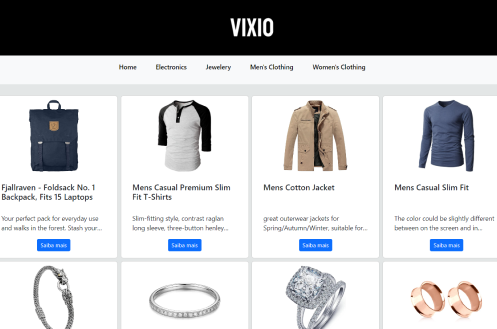 VIXIO
Home Electronics Jewelery Men's Clothing Women's Clothing
Fjallraven - Foldsack No. 1
Backpack, Fits 15 Laptops
Your perfect pack for everyday use
and walks in the forest. Stash your...
Saiba mais
Mens Casual Premium Slim
Fit T-Shirts
Slim-fitting style, contrast raglan
long sleeve, three-button henley...
Saiba mais
Mens Cotton Jacket
great outerwear jackets for
Spring/Autumn/Winter, suitable for...
Saiba mais
Mens Casual Slim Fit
The color could be slightly different
between on the screen and in...
Saiba mais